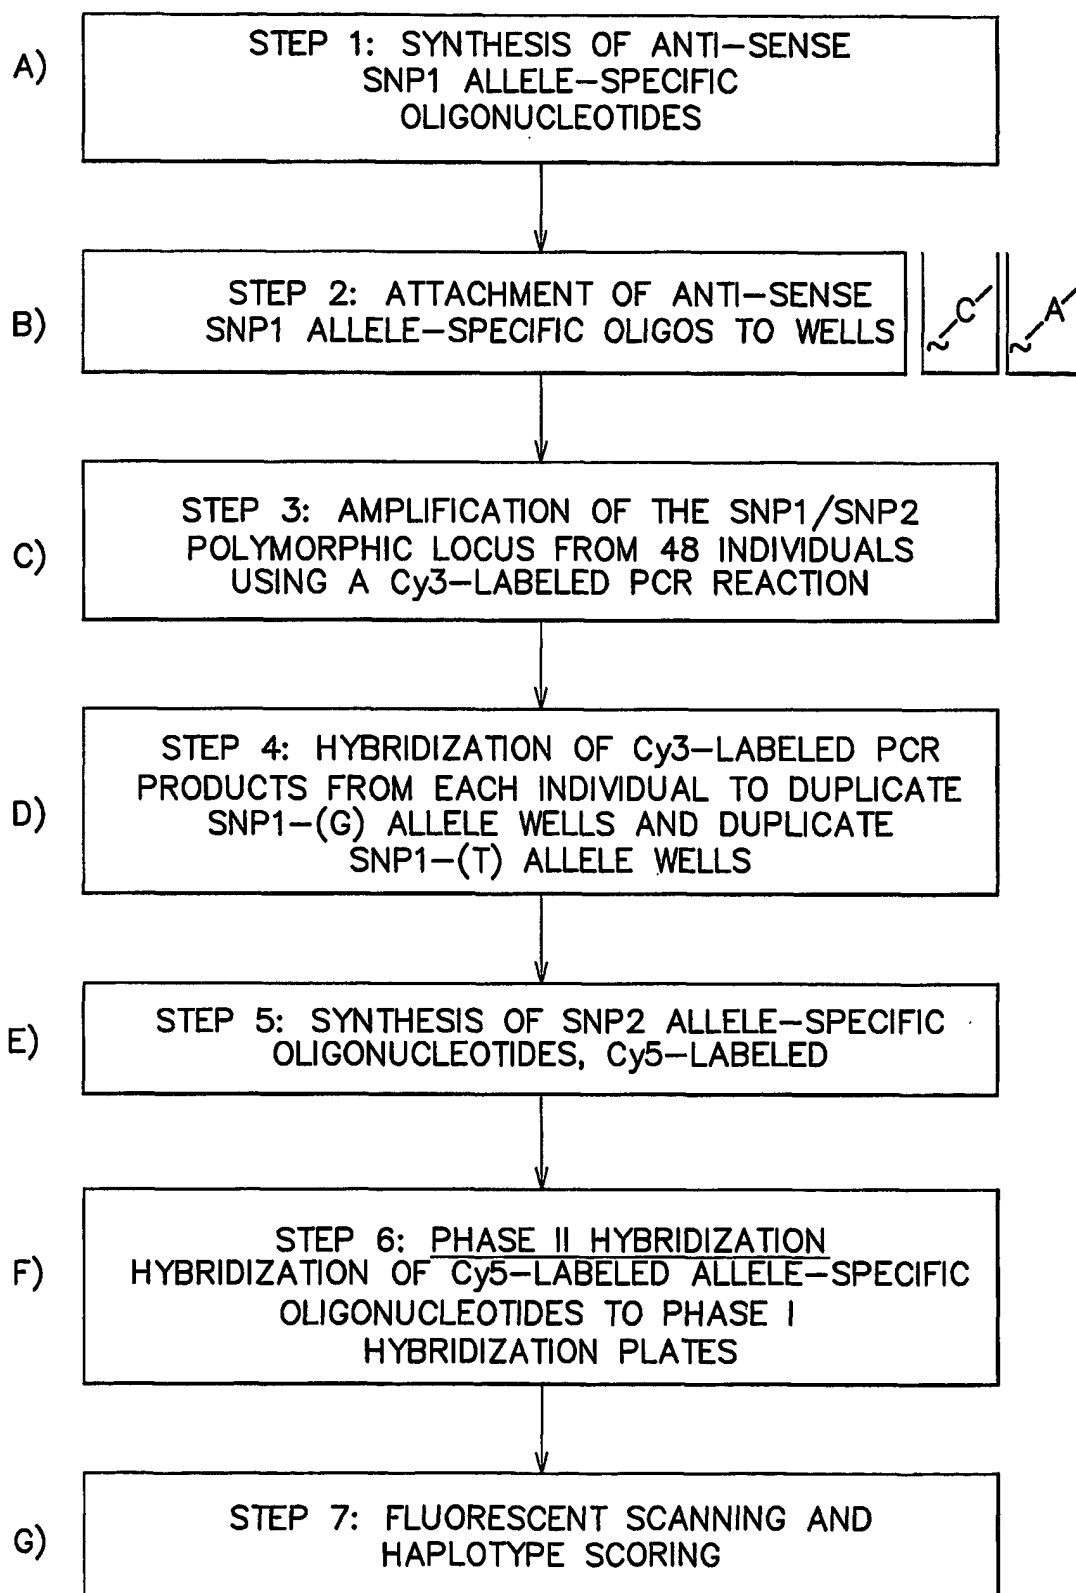 A)
STEP 1: SYNTHESIS OF ANTI-SENSE
SNP1 ALLELE-SPECIFIC
OLIGONUCLEOTIDES
B)
STEP 2: ATTACHMENT OF ANTI-SENSE
SNP1 ALLELE-SPECIFIC OLIGOS TO WELLS
~C
~A
C)
STEP 3: AMPLIFICATION OF THE SNP1/SNP2
POLYMORPHIC LOCUS FROM 48 INDIVIDUALS
USING A Cy3-LABELED PCR REACTION
D)
STEP 4: HYBRIDIZATION OF Cy3-LABELED PCR
PRODUCTS FROM EACH INDIVIDUAL TO DUPLICATE
SNP1-(G) ALLELE WELLS AND DUPLICATE
SNP1-(T) ALLELE WELLS
E)
STEP 5: SYNTHESIS OF SNP2 ALLELE-SPECIFIC
OLIGONUCLEOTIDES, Cy5-LABELED
F)
STEP 6: PHASE II HYBRIDIZATION
HYBRIDIZATION OF Cy5-LABELED ALLELE-SPECIFIC
OLIGONUCLEOTIDES TO PHASE I
HYBRIDIZATION PLATES
G)
STEP 7: FLUORESCENT SCANNING AND
HAPLOTYPE SCORING